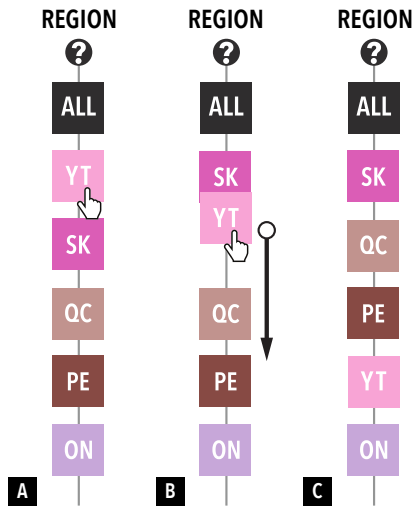 REGION
?
ALL
YT
SK
QC
PE
ON
A
REGION
?
ALL
SK
YT
QC
PE
ON
B
REGION
?
ALL
SK
QC
PE
YT
ON
C